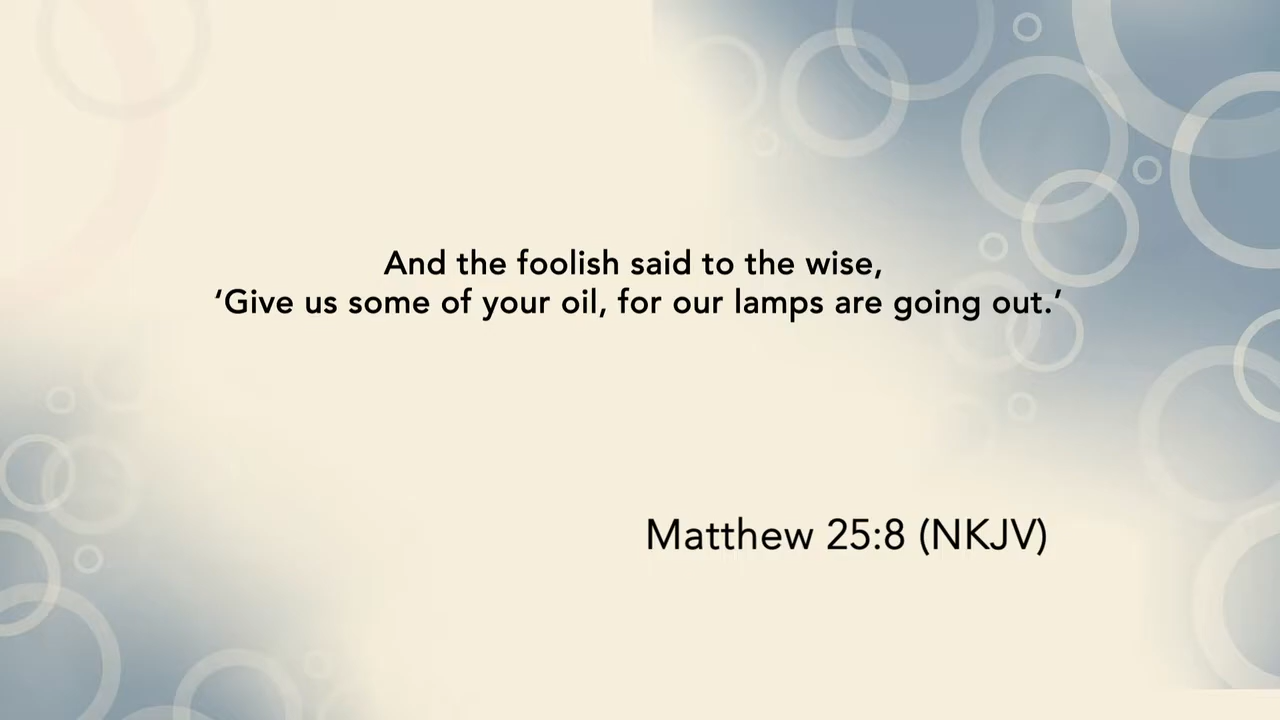 And the foolish said to the wise,
‘Give us some of your oil, for our lamps are going out.’
Matthew 25:8 (NKJV)